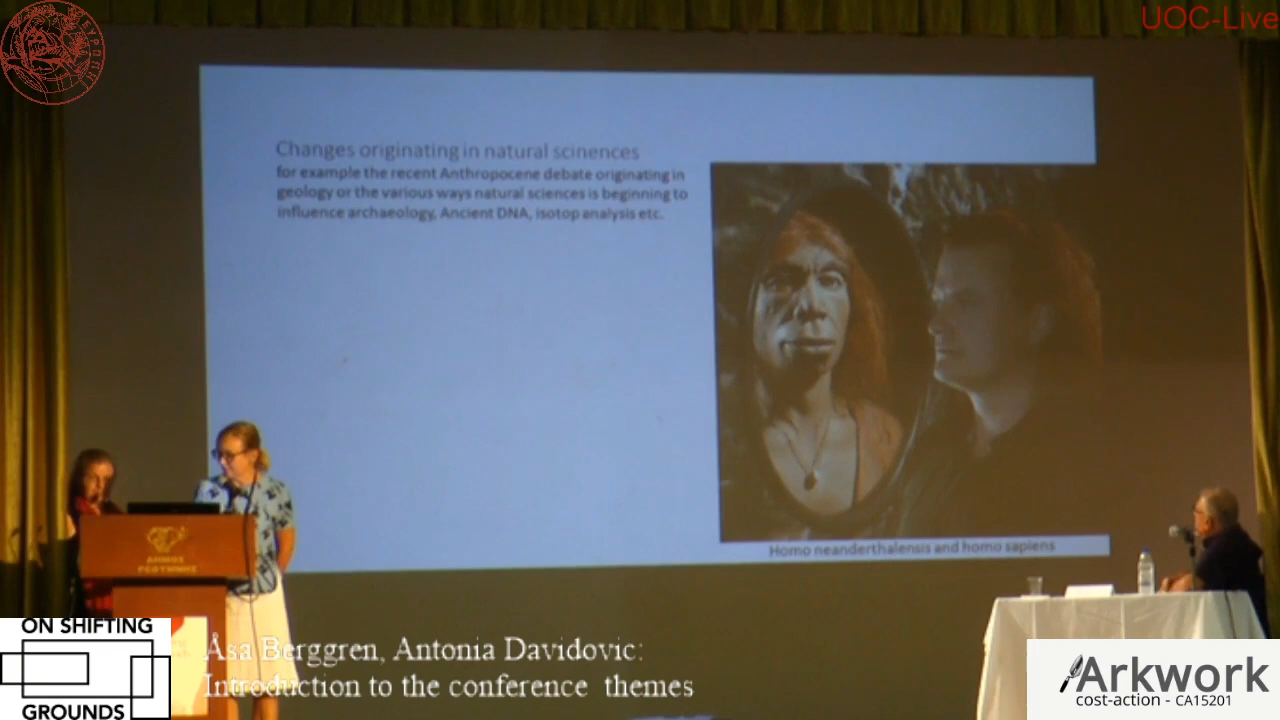 UOC-Live
Changes originating in natural scinences
for example the recent Anthropocene debate originating in
geology or the various ways natural sciences is beginning to
influence archaeology, Ancient DNA, isotop analysis etc.
Homo neanderthalensis and homo sapiens
ΔΗΜΟΣ
ΡΕΘΥΜΝΗΣ
ON SHIFTING
GROUNDS
Åsa Berggren, Antonia Davidovic:
Introduction to the conference themes
Arkwork
cost-action - CA15201